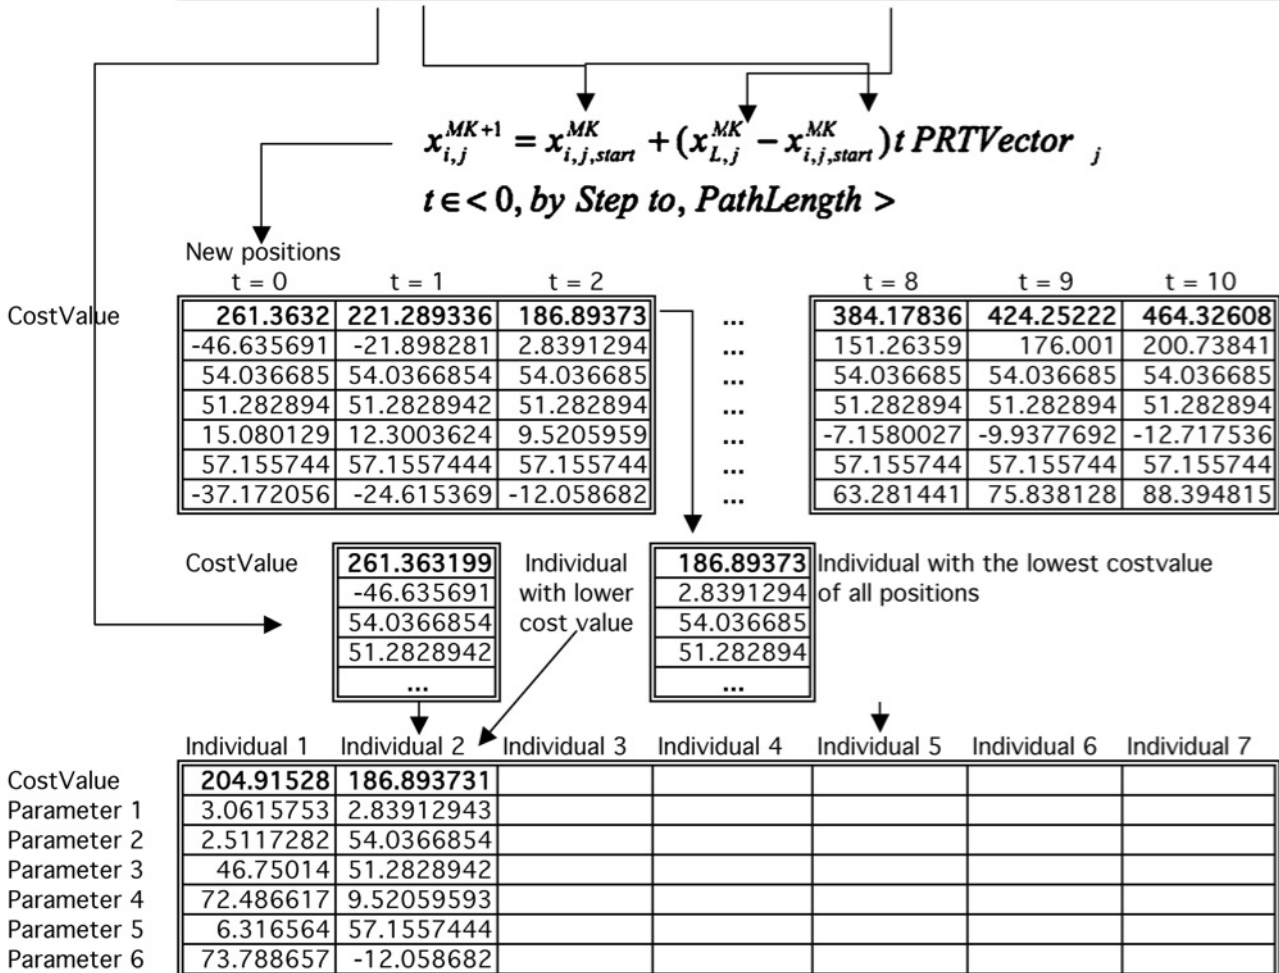 x_{i,j}^{MK+1} = x_{i,j,start}^{MK} + (x_{L,j}^{MK} - x_{i,j,start}^{MK}) t PRTVector _j
t ∈ < 0, by Step to, PathLength >
New positions
t = 0 t = 1 t = 2 t = 8 t = 9 t = 10
CostValue 261.3632 221.289336 186.89373 ... 384.17836 424.25222 464.32608
-46.635691 -21.898281 2.8391294 ... 151.26359 176.001 200.73841
54.036685 54.0366854 54.036685 ... 54.036685 54.036685 54.036685
51.282894 51.2828942 51.282894 ... 51.282894 51.282894 51.282894
15.080129 12.3003624 9.5205959 ... -7.1580027 -9.9377692 -12.717536
57.155744 57.1557444 57.155744 ... 57.155744 57.155744 57.155744
-37.172056 -24.615369 -12.058682 ... 63.281441 75.838128 88.394815
CostValue 261.363199 Individual 186.89373 Individual with the lowest costvalue
-46.635691 with lower 2.8391294 of all positions
54.0366854 cost value 54.036685
51.2828942 51.282894
... ...
Individual 1 Individual 2 Individual 3 Individual 4 Individual 5 Individual 6 Individual 7
CostValue 204.91528 186.893731
Parameter 1 3.0615753 2.83912943
Parameter 2 2.5117282 54.0366854
Parameter 3 46.75014 51.2828942
Parameter 4 72.486617 9.52059593
Parameter 5 6.316564 57.1557444
Parameter 6 73.788657 -12.058682